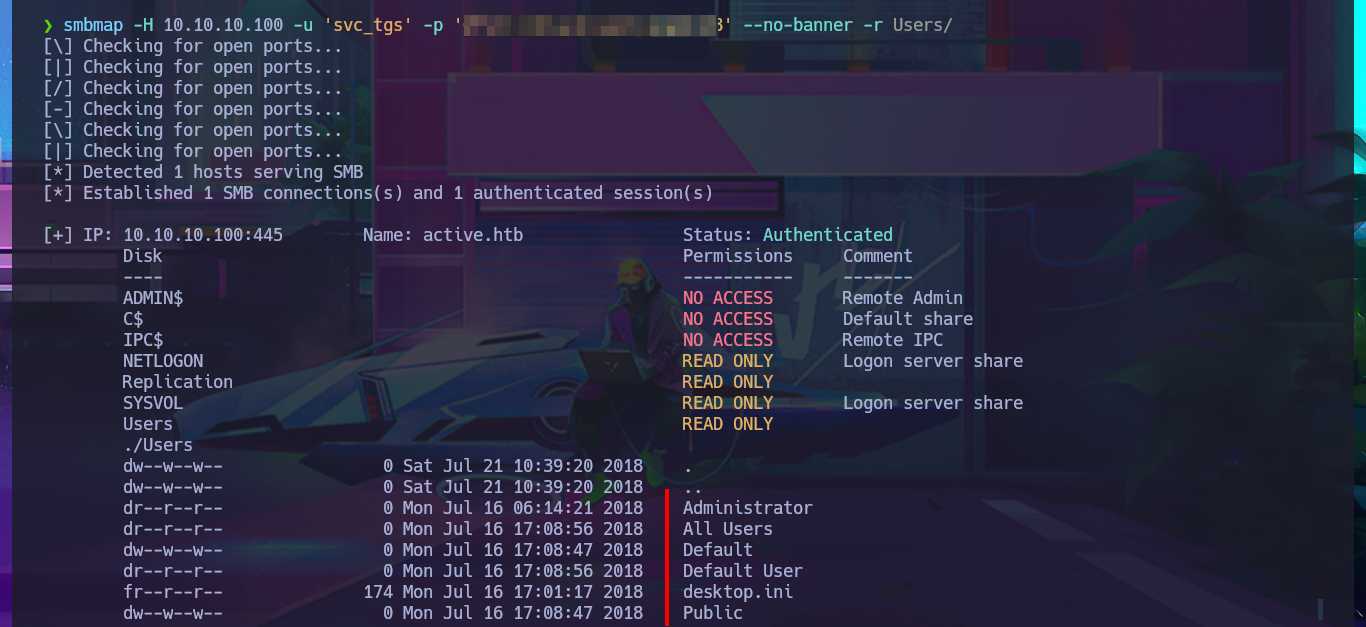 ❯ smbmap -H 10.10.10.100 -u 'svc_tgs' -p ' ' --no-banner -r Users/
[\] Checking for open ports...
[|] Checking for open ports...
[/] Checking for open ports...
[-] Checking for open ports...
[\] Checking for open ports...
[|] Checking for open ports...
[*] Detected 1 hosts serving SMB
[*] Established 1 SMB connections(s) and 1 authenticated session(s)
[+] IP: 10.10.10.100:445 Name: active.htb Status: Authenticated
Disk Permissions Comment
---- ----------- -------
ADMIN$ NO ACCESS Remote Admin
C$ NO ACCESS Default share
IPC$ NO ACCESS Remote IPC
NETLOGON READ ONLY Logon server share
Replication READ ONLY
SYSVOL READ ONLY Logon server share
Users READ ONLY
./Users
dw--w--w-- 0 Sat Jul 21 10:39:20 2018 .
dw--w--w-- 0 Sat Jul 21 10:39:20 2018 ..
dr--r--r-- 0 Mon Jul 16 06:14:21 2018 Administrator
dr--r--r-- 0 Mon Jul 16 17:08:56 2018 All Users
dw--w--w-- 0 Mon Jul 16 17:08:47 2018 Default
dr--r--r-- 0 Mon Jul 16 17:08:56 2018 Default User
fr--r--r-- 174 Mon Jul 16 17:01:17 2018 desktop.ini
dw--w--w-- 0 Mon Jul 16 17:08:47 2018 Public